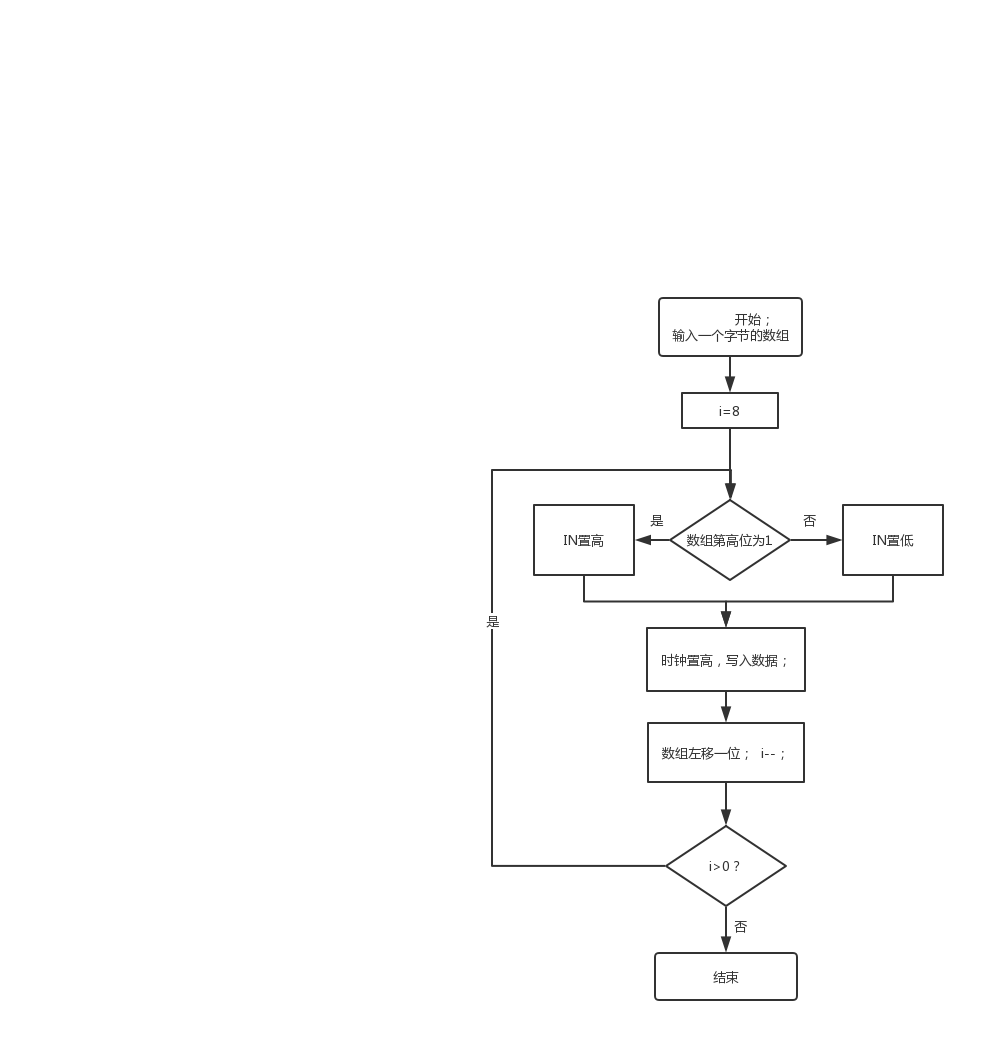 开始；
输入一个字节的数组
i=8
是
否
IN置高
数组第高位为1
IN置低
是
时钟置高，写入数据；
数组左移一位； i--；
i>0？
否
结束